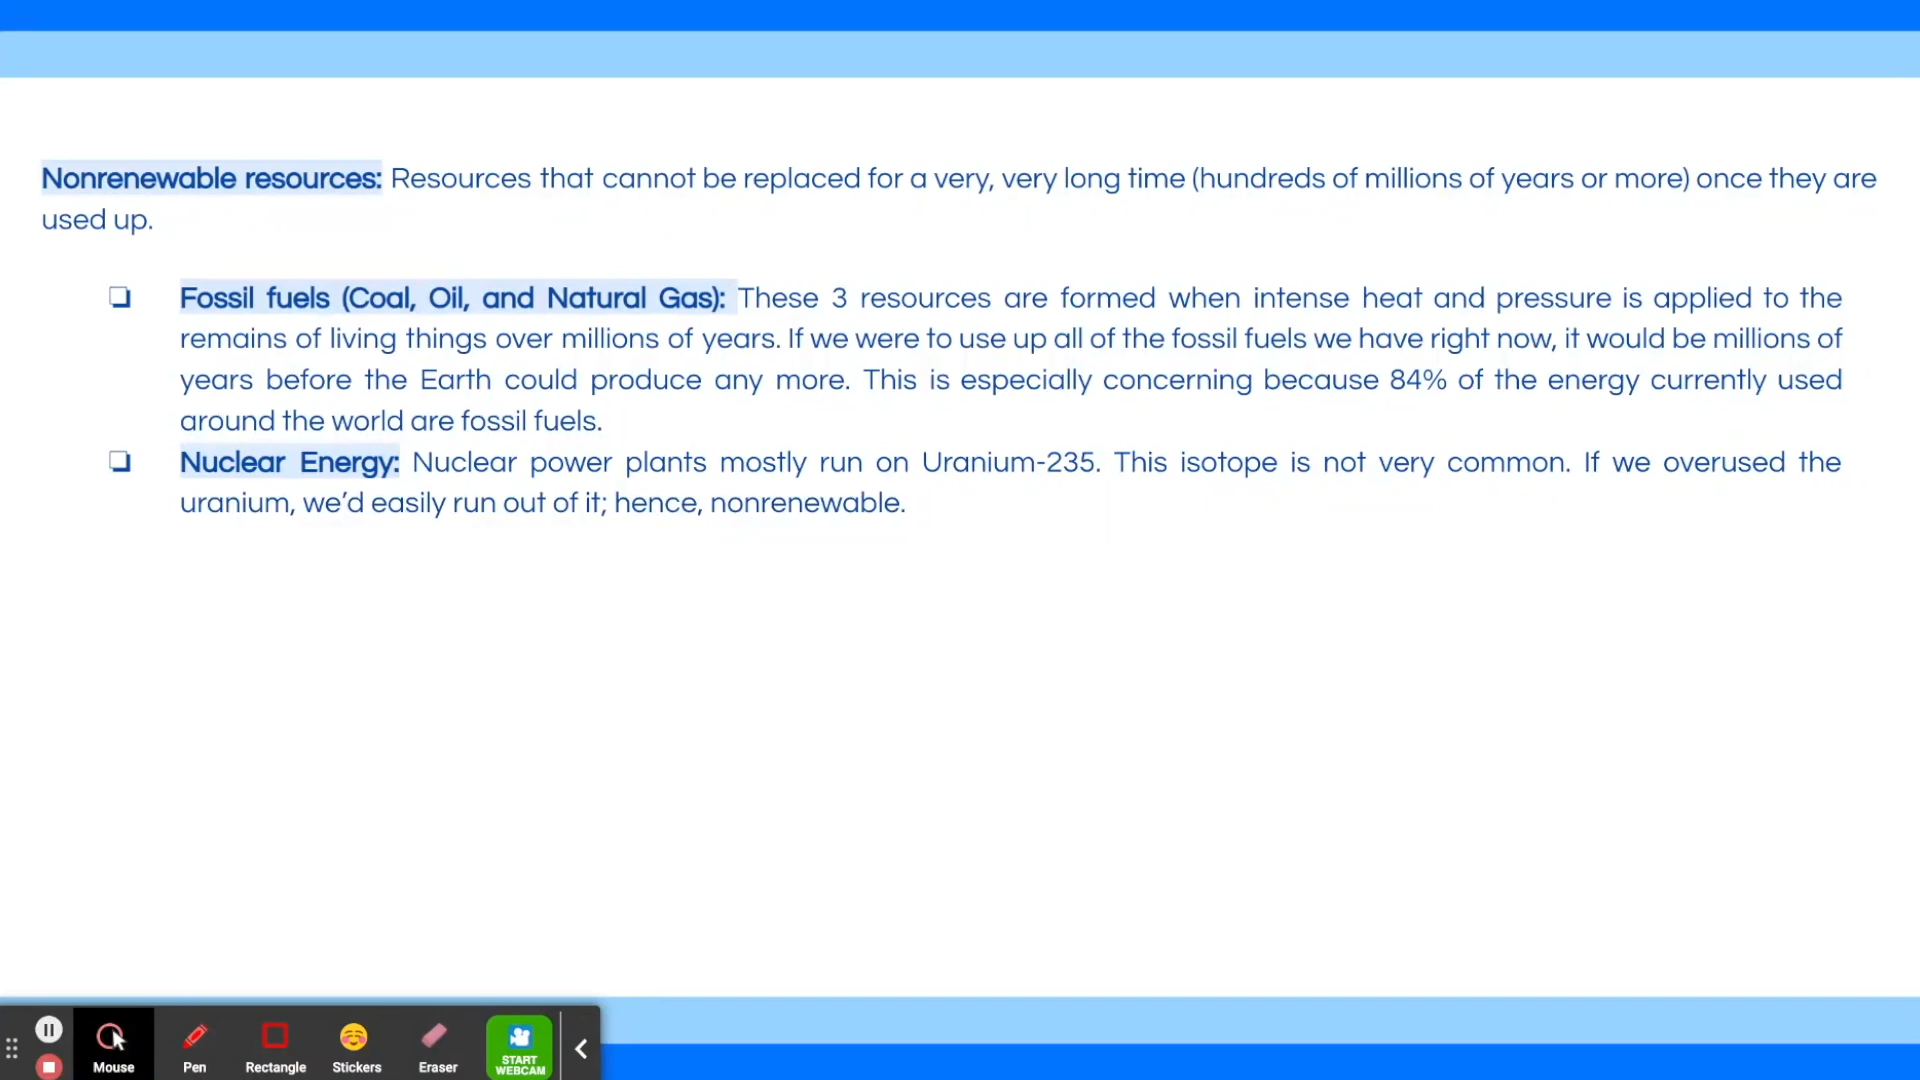 Nonrenewable resources: Resources that cannot be replaced for a very, very long time (hundreds of millions of years or more) once they are
used up.
❏ Fossil fuels (Coal, Oil, and Natural Gas): These 3 resources are formed when intense heat and pressure is applied to the
remains of living things over millions of years. If we were to use up all of the fossil fuels we have right now, it would be millions of
years before the Earth could produce any more. This is especially concerning because 84% of the energy currently used
around the world are fossil fuels.
❏ Nuclear Energy: Nuclear power plants mostly run on Uranium-235. This isotope is not very common. If we overused the
uranium, we’d easily run out of it; hence, nonrenewable.
Mouse Pen Rectangle Stickers Eraser
START
WEBCAM